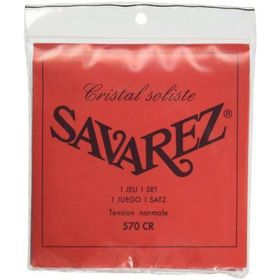 Cristal soliste
SAVAREZ®
1 JEU 1 SET
1 JUEGO 1 SATZ
Tension normale
570 CR